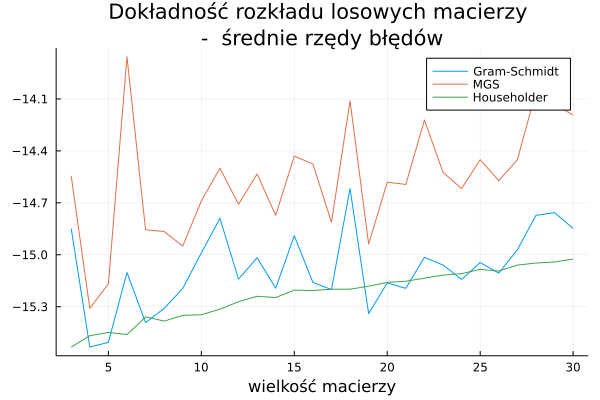 Dokładność rozkładu losowych macierzy
- średnie rzędy błędów
Gram-Schmidt
MGS
Householder
−14.1
−14.4
−14.7
−15.0
−15.3
5
10
15
20
25
30
wielkość macierzy